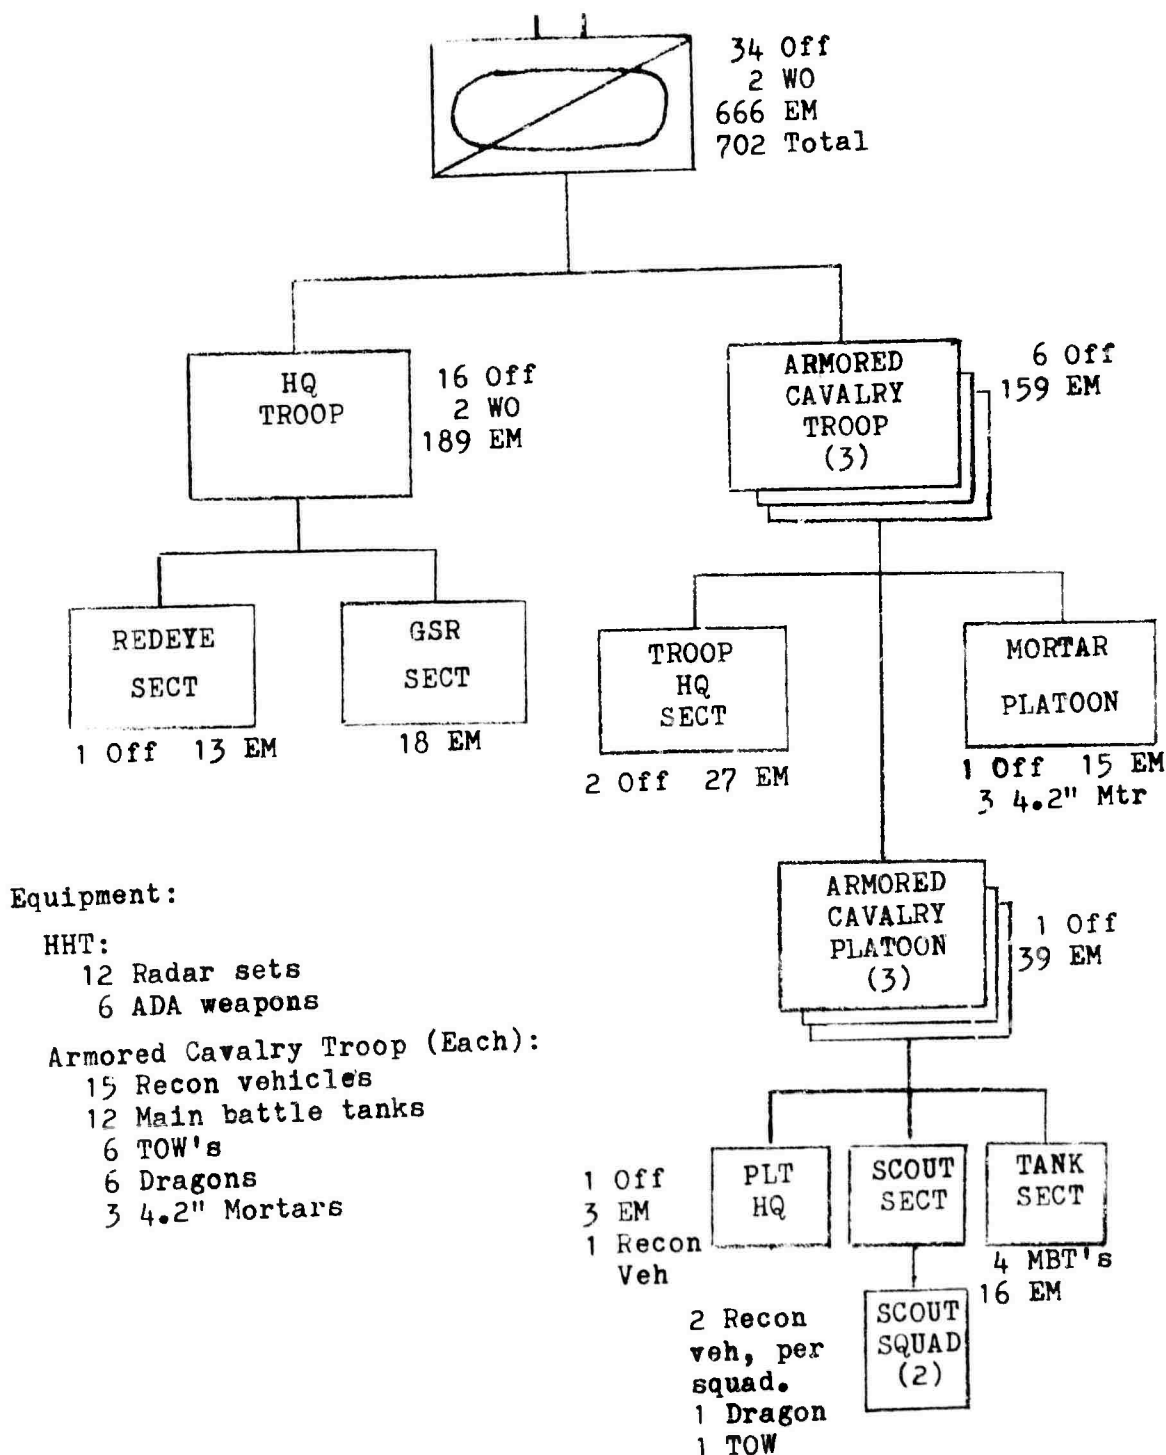 34 Off
2 WO
666 EM
702 Total
HQ
TROOP
16 Off
2 WO
189 EM
ARMORED
CAVALRY
TROOP
(3)
6 Off
159 EM
REDEYE
SECT
1 Off 13 EM
GSR
SECT
18 EM
TROOP
HQ
SECT
2 Off 27 EM
MORTAR
PLATOON
1 Off 15 EM
3 4.2" Mtr
ARMORED
CAVALRY
PLATOON
(3)
1 Off
39 EM
Equipment:
HHT:
12 Radar sets
6 ADA weapons
Armored Cavalry Troop (Each):
15 Recon vehicles
12 Main battle tanks
6 TOW's
6 Dragons
3 4.2" Mortars
PLT
HQ
1 Off
3 EM
1 Recon
Veh
SCOUT
SECT
TANK
SECT
4 MBT's
16 EM
SCOUT
SQUAD
(2)
2 Recon
veh, per
squad.
1 Dragon
1 TOW